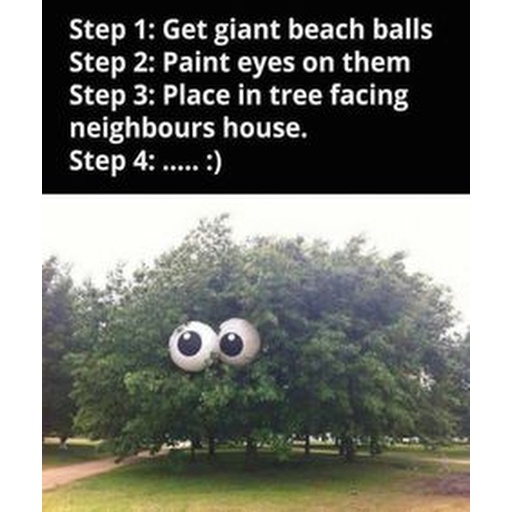 Step 1: Get giant beach balls
Step 2: Paint eyes on them
Step 3: Place in tree facing
neighbours house.
Step 4: ..... :)